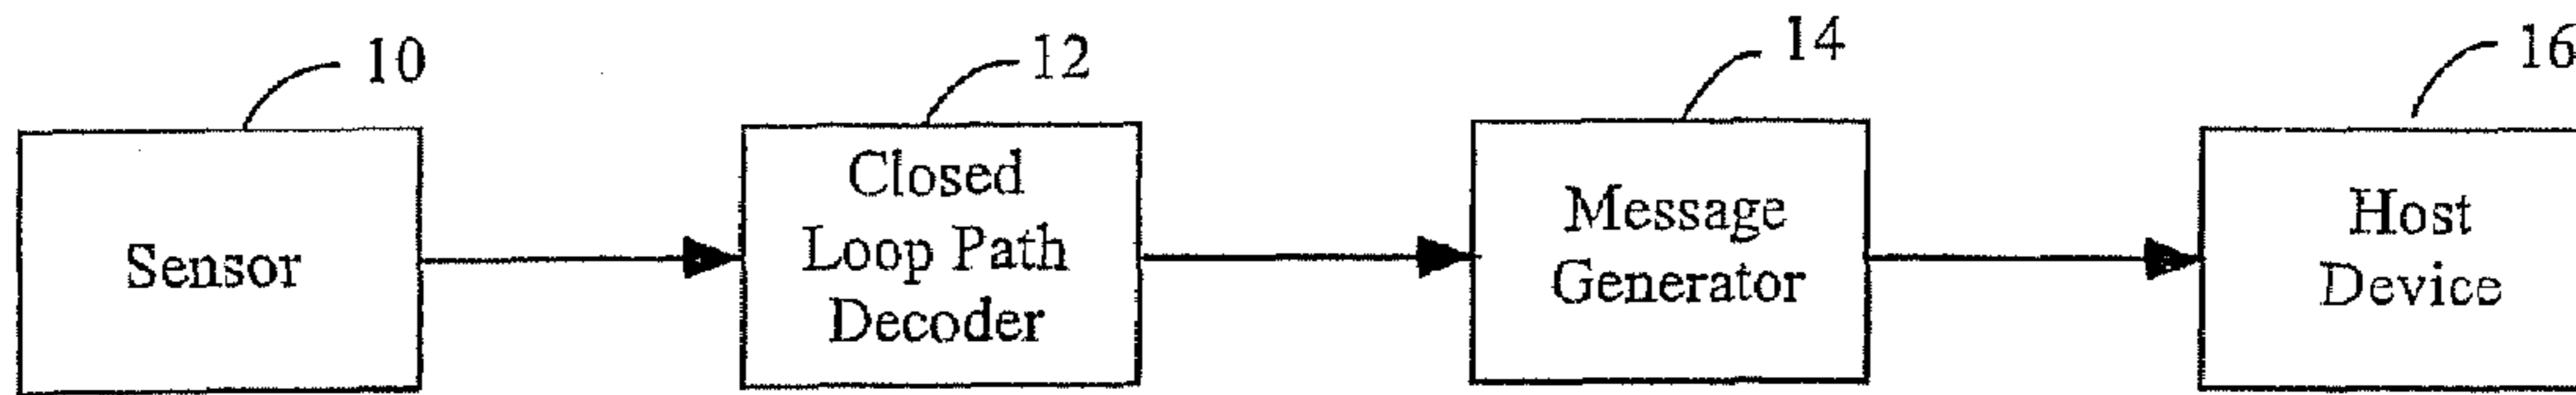 10
12
14
16
Sensor
Closed
Loop Path
Decoder
Message
Generator
Host
Device